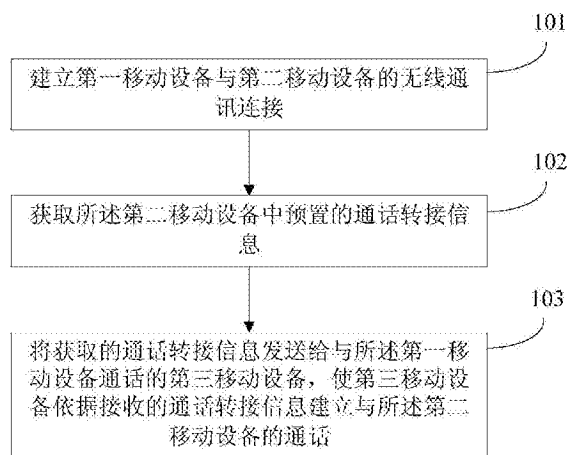 101
建立第一移动设备与第二移动设备的无线通
讯连接
102
获取所述第二移动设备中预置的通话转接信
息
103
将获取的通话转接信息发送给与所述第一移
动设备通话的第三移动设备，使第三移动设
备依据接收的通话转接信息建立与所述第二
移动设备的通话